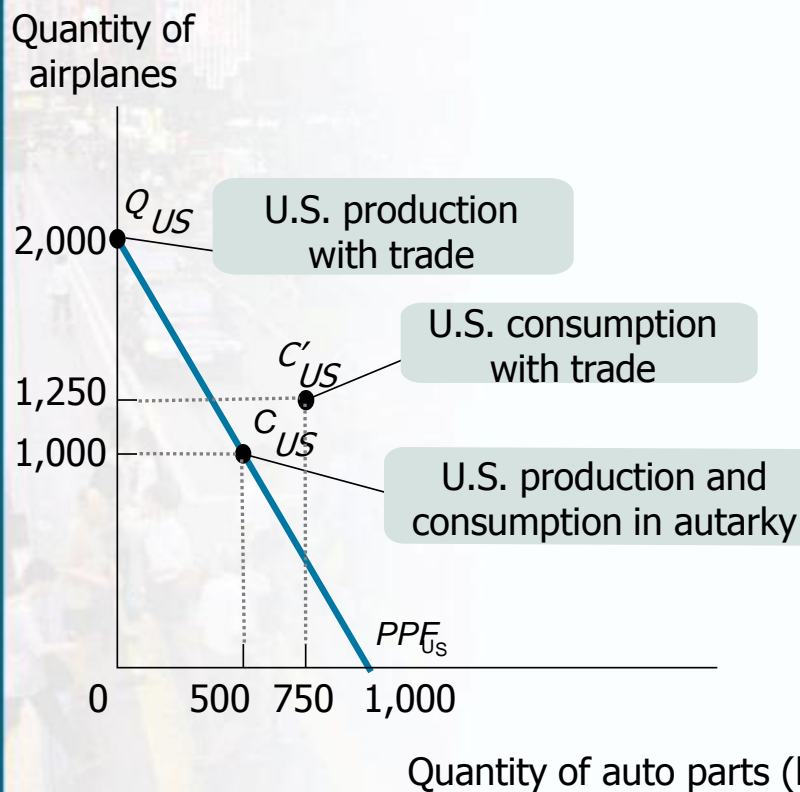 Quantity of
airplanes
Q US
U.S. production
with trade
2,000
U.S. consumption
with trade
C′ US
1,250
C US
1,000
U.S. production and
consumption in autarky
PPF US
0 500 750 1,000
Quantity of auto parts (